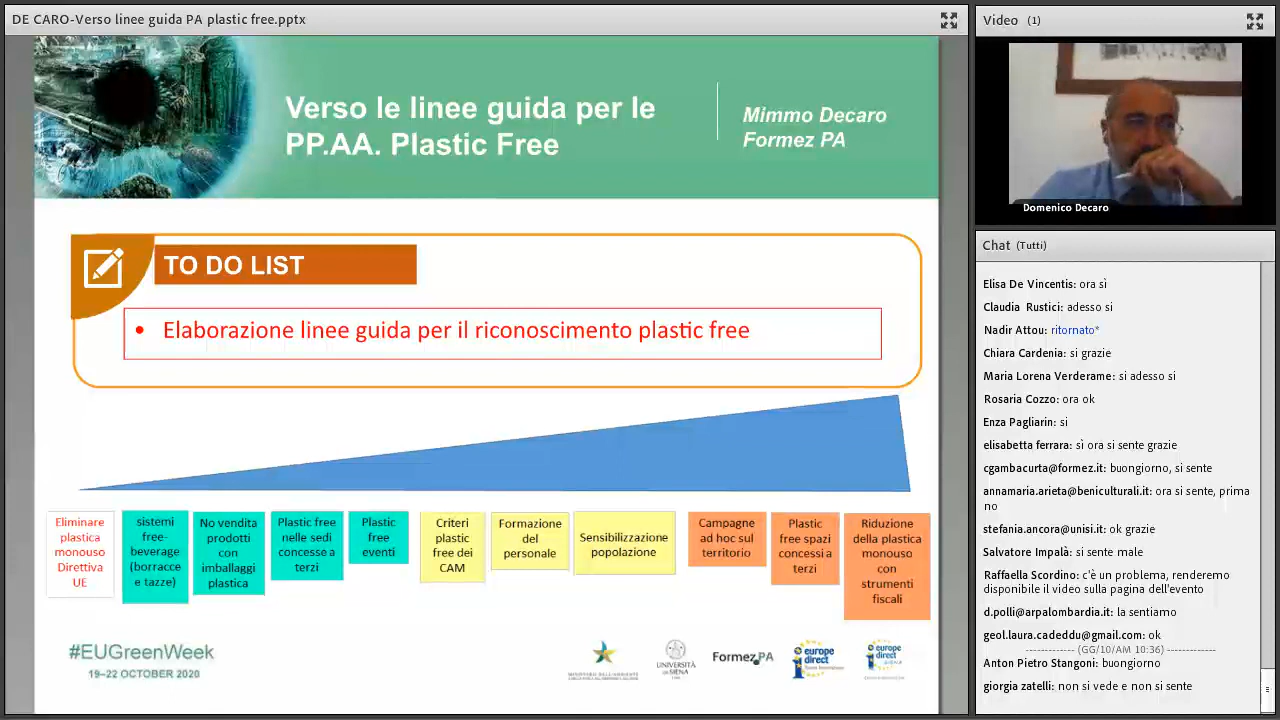 DE CARO-Verso linee guida PA plastic free.pptx
Verso le linee guida per le
PP.AA. Plastic Free
Mimmo Decaro
Formez PA
TO DO LIST
• Elaborazione linee guida per il riconoscimento plastic free
Eliminare
plastica
monouso
Direttiva
UE
sistemi
free-
beverage
(borracce
e tazze)
No vendita
prodotti
con
imballaggi
plastica
Plastic free
nelle sedi
concesse a
terzi
Plastic
free
eventi
Criteri
plastic
free dei
CAM
Formazione
del
personale
Sensibilizzazione
popolazione
Campagne
ad hoc sul
territorio
Plastic
free spazi
concessi a
terzi
Riduzione
della plastica
monouso
con
strumenti
fiscali
#EUGreenWeek
19–22 OCTOBER 2020
UNIVERSITÀ
DI SIENA
Formez PA
europe
direct
europe
direct
siena
Video (1)
Domenico Decaro
Chat (Tutti)
Elisa De Vincentis: ora sì
Claudia Rustici: adesso si
Nadir Attou: ritornato*
Chiara Cardenia: si grazie
Maria Lorena Verderame: si adesso si
Rosaria Cozzo: ora ok
Enza Pagliarin: si
elisabetta ferrara: sì ora si sente grazie
cgambacurta@formez.it: buongiorno, si sente
annamaria.arieta@beniculturali.it: ora si sente, prima
no
stefania.ancora@unisi.it: ok grazie
Salvatore Impalà: si sente male
Raffaella Scordino: c'è un problema, renderemo
disponibile il video sulla pagina dell'evento
d.polli@arpalombardia.it: la sentiamo
geol.laura.cadeddu@gmail.com: ok
------------------ (GG/10/AM 10:36) -------------
Anton Pietro Stangoni: buongiorno
giorgia zatelli: non si vede e non si sente